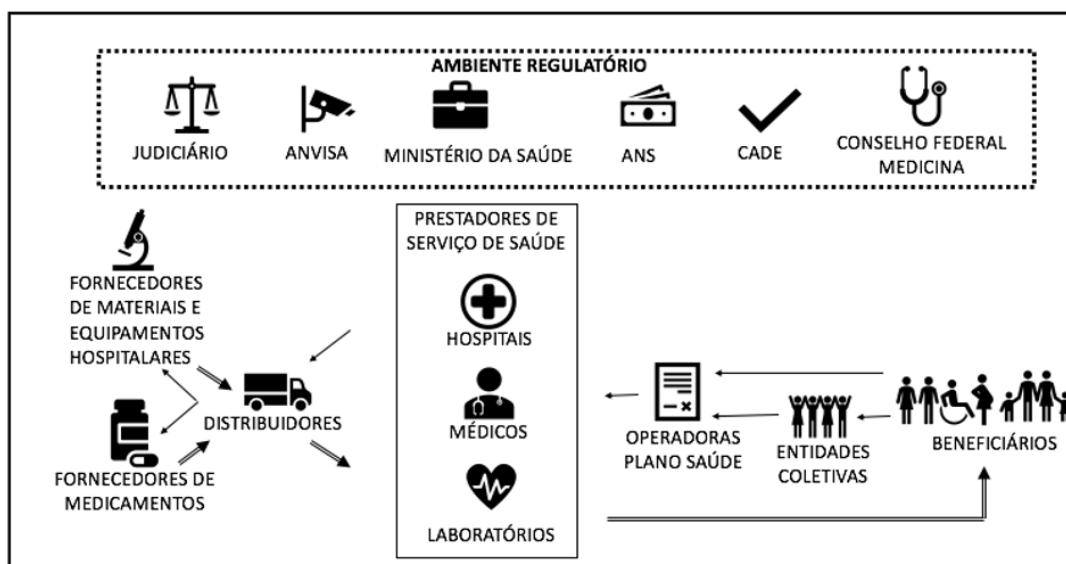 AMBIENTE REGULATÓRIO
JUDICIÁRIO
ANVISA
MINISTÉRIO DA SAÚDE
ANS
CADE
CONSELHO FEDERAL
MEDICINA
PRESTADORES DE
SERVIÇO DE SAÚDE
HOSPITAIS
MÉDICOS
LABORATÓRIOS
FORNECEDORES
DE MATERIAIS E
EQUIPAMENTOS
HOSPITALARES
DISTRIBUIDORES
FORNECEDORES DE
MEDICAMENTOS
OPERADORAS
PLANO SAÚDE
ENTIDADES
COLETIVAS
BENEFICIÁRIOS